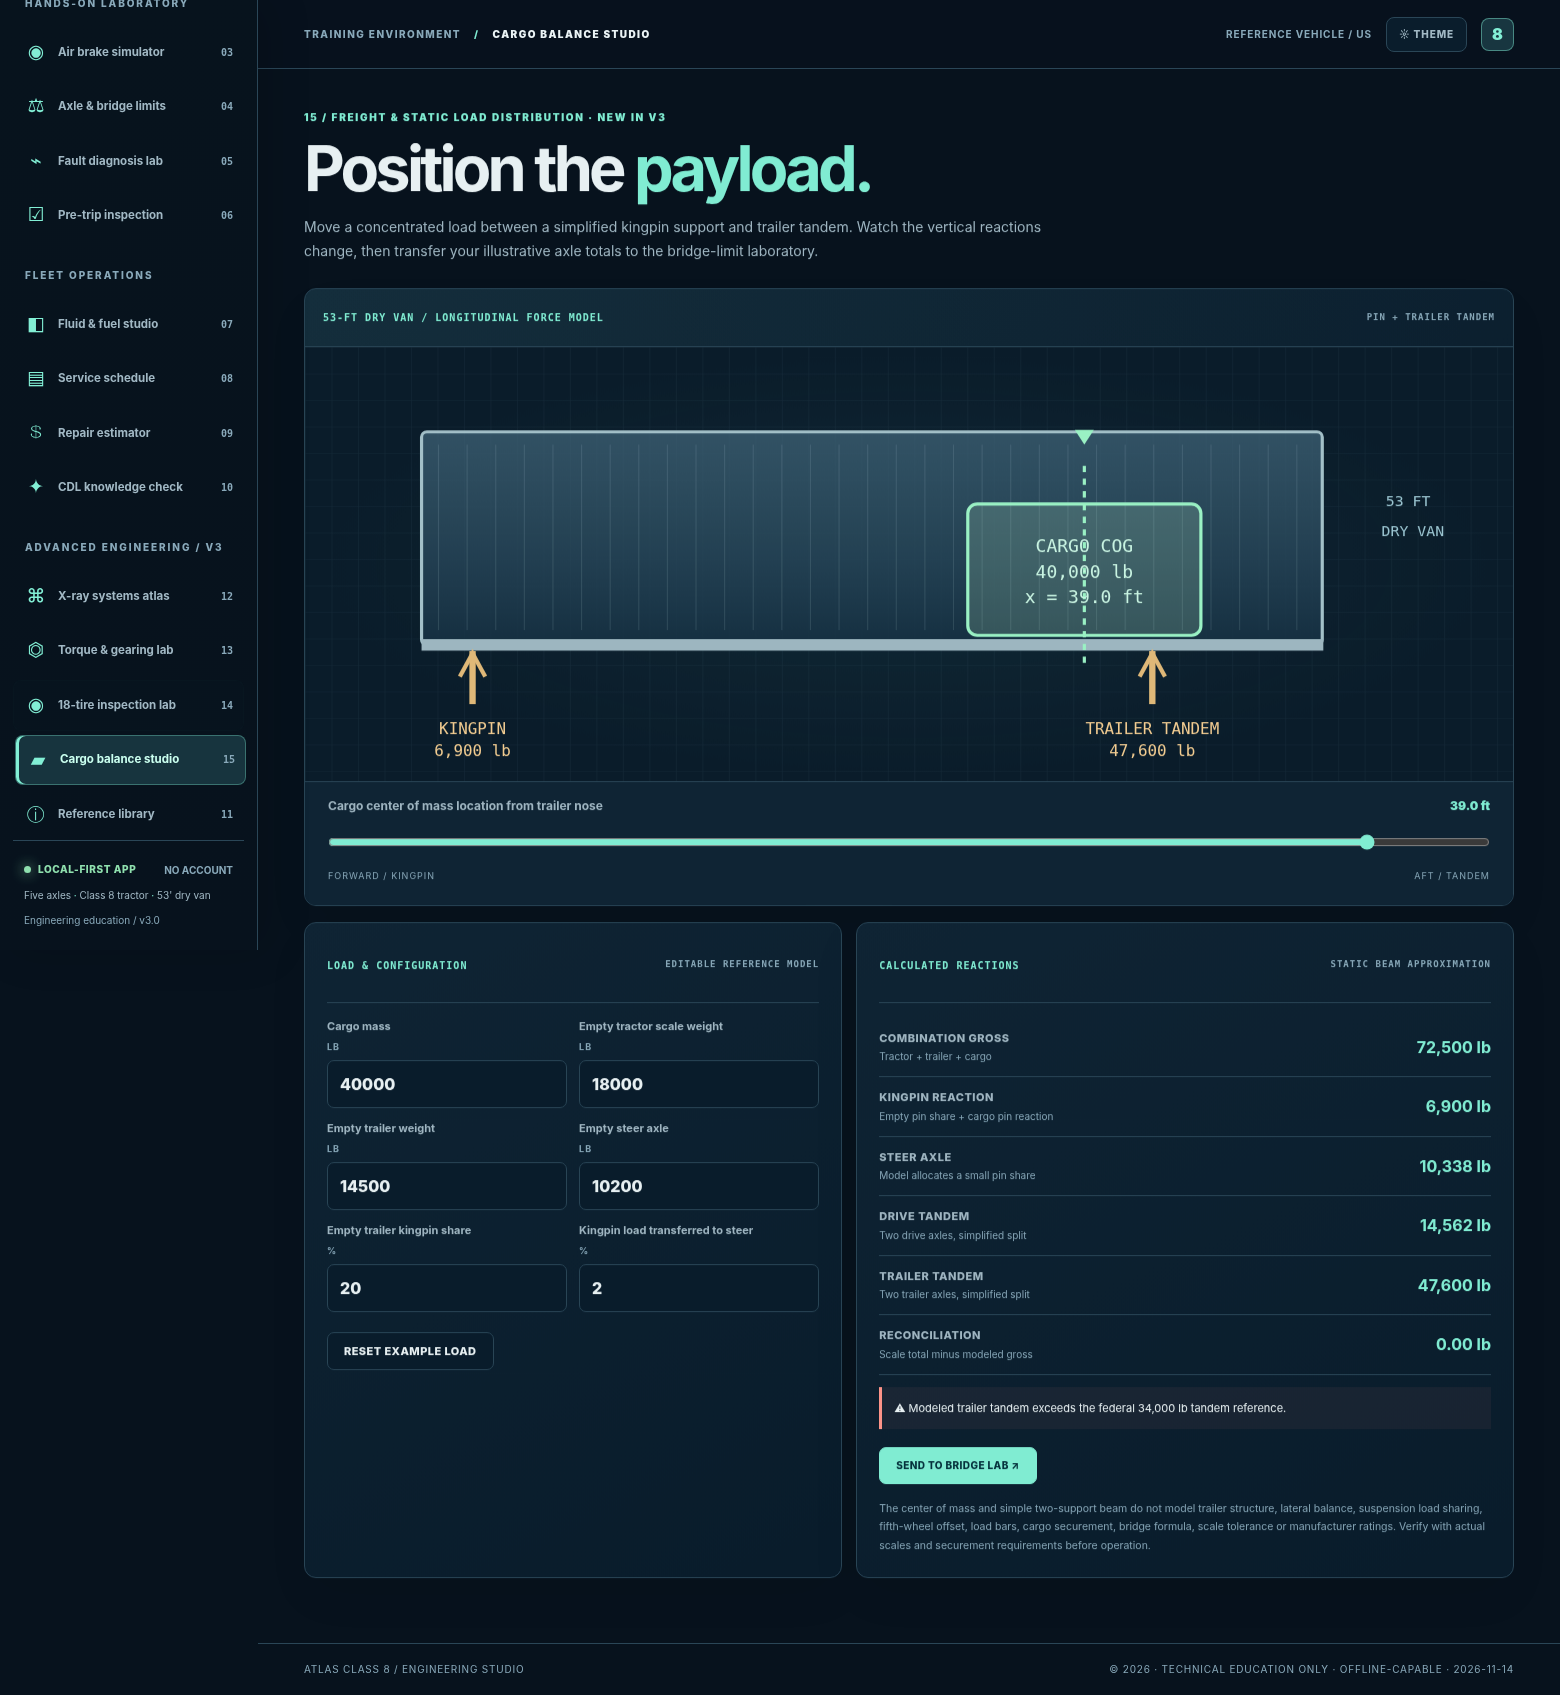 HANDS-ON LABORATORY
◉ Air brake simulator 03
⚖ Axle & bridge limits 04
⌁ Fault diagnosis lab 05
☑ Pre-trip inspection 06
FLEET OPERATIONS
◧ Fluid & fuel studio 07
▤ Service schedule 08
$ Repair estimator 09
✦ CDL knowledge check 10
ADVANCED ENGINEERING / V3
⌘ X-ray systems atlas 12
⏣ Torque & gearing lab 13
◉ 18-tire inspection lab 14
▰ Cargo balance studio 15
ⓘ Reference library 11
LOCAL-FIRST APP NO ACCOUNT
Five axles · Class 8 tractor · 53′ dry van
Engineering education / v3.0
TRAINING ENVIRONMENT / CARGO BALANCE STUDIO
REFERENCE VEHICLE / US
☼ THEME
8
15 / FREIGHT & STATIC LOAD DISTRIBUTION · NEW IN V3
Position the payload.
Move a concentrated load between a simplified kingpin support and trailer tandem. Watch the vertical reactions
change, then transfer your illustrative axle totals to the bridge-limit laboratory.
53-FT DRY VAN / LONGITUDINAL FORCE MODEL
PIN + TRAILER TANDEM
CARGO COG
40,000 lb
x = 39.0 ft
53 FT
DRY VAN
KINGPIN
6,900 lb
TRAILER TANDEM
47,600 lb
Cargo center of mass location from trailer nose
39.0 ft
FORWARD / KINGPIN
AFT / TANDEM
LOAD & CONFIGURATION
EDITABLE REFERENCE MODEL
Cargo mass
LB
40000
Empty tractor scale weight
LB
18000
Empty trailer weight
LB
14500
Empty steer axle
LB
10200
Empty trailer kingpin share
%
20
Kingpin load transferred to steer
%
2
RESET EXAMPLE LOAD
CALCULATED REACTIONS
STATIC BEAM APPROXIMATION
COMBINATION GROSS
Tractor + trailer + cargo
72,500 lb
KINGPIN REACTION
Empty pin share + cargo pin reaction
6,900 lb
STEER AXLE
Model allocates a small pin share
10,338 lb
DRIVE TANDEM
Two drive axles, simplified split
14,562 lb
TRAILER TANDEM
Two trailer axles, simplified split
47,600 lb
RECONCILIATION
Scale total minus modeled gross
0.00 lb
⚠ Modeled trailer tandem exceeds the federal 34,000 lb tandem reference.
SEND TO BRIDGE LAB ↗
The center of mass and simple two-support beam do not model trailer structure, lateral balance, suspension load sharing,
fifth-wheel offset, load bars, cargo securement, bridge formula, scale tolerance or manufacturer ratings. Verify with actual
scales and securement requirements before operation.
ATLAS CLASS 8 / ENGINEERING STUDIO
© 2026 · TECHNICAL EDUCATION ONLY · OFFLINE-CAPABLE · 2026-11-14